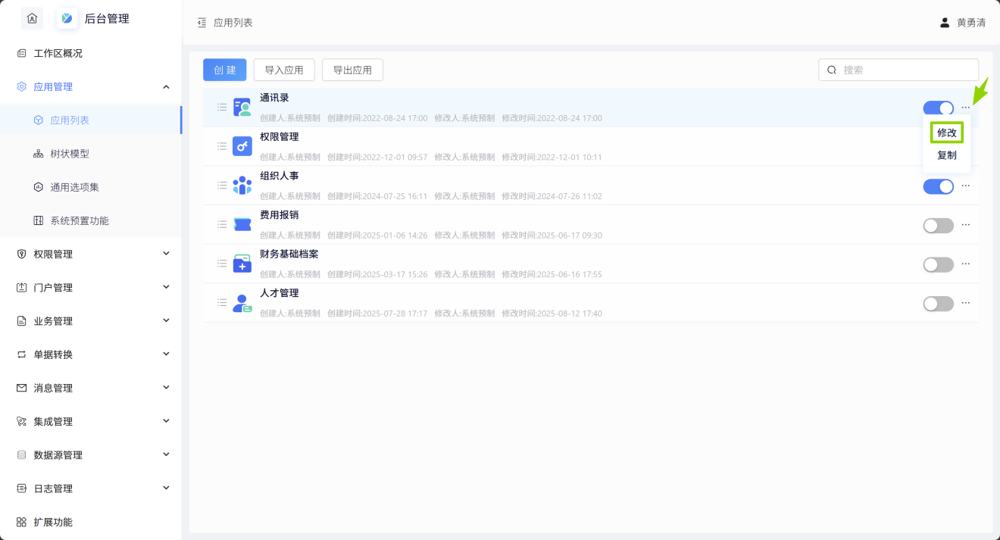 后台管理
工作区概况
应用管理
应用列表
树状模型
通用选项集
系统预置功能
权限管理
门户管理
业务管理
单据转换
消息管理
集成管理
数据源管理
日志管理
扩展功能
应用列表
黄勇清
创 建
导入应用
导出应用
搜索
通讯录
创建人:系统预制 创建时间:2022-08-24 17:00 修改人:系统预制 修改时间:2022-08-24 17:00
修改
复制
权限管理
创建人:系统预制 创建时间:2022-12-01 09:57 修改人:系统预制 修改时间:2022-12-01 10:11
组织人事
创建人:系统预制 创建时间:2024-07-25 16:11 修改人:系统预制 修改时间:2024-07-26 11:02
费用报销
创建人:系统预制 创建时间:2025-01-06 14:26 修改人:系统预制 修改时间:2025-06-17 09:30
财务基础档案
创建人:系统预制 创建时间:2025-03-17 15:26 修改人:系统预制 修改时间:2025-06-16 17:55
人才管理
创建人:系统预制 创建时间:2025-07-28 17:17 修改人:系统预制 修改时间:2025-08-12 17:40